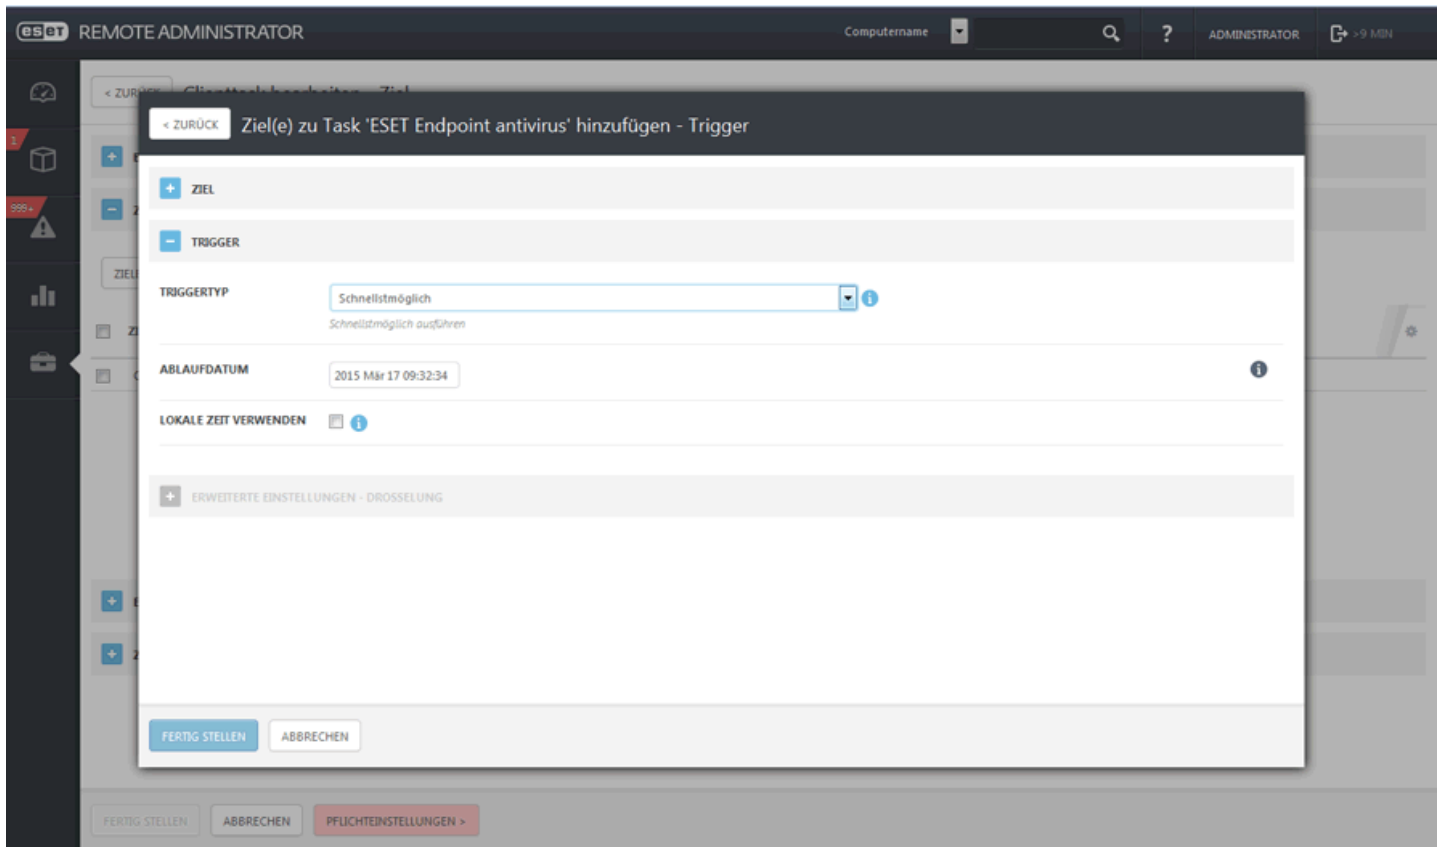 eset REMOTE ADMINISTRATOR
Computername
?
ADMINISTRATOR
>9 MIN
1
999+
< ZURÜCK Ziel(e) zu Task 'ESET Endpoint antivirus' hinzufügen - Trigger
+ ZIEL
− TRIGGER
TRIGGERTYP
Schnellstmöglich
Schnellstmöglich ausführen
ABLAUFDATUM
2015 Mär 17 09:32:34
LOKALE ZEIT VERWENDEN
+ ERWEITERTE EINSTELLUNGEN - DROSSELUNG
FERTIG STELLEN
ABBRECHEN
FERTIG STELLEN
ABBRECHEN
PFLICHTEINSTELLUNGEN >